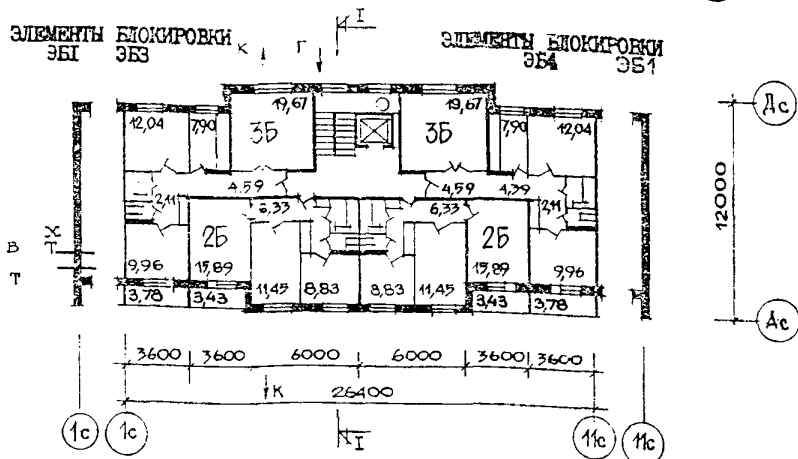 I
ЭЛЕМЕНТЫ БЛОКИРОВКИ
ЭБ1 ЭБ3
К Г
ЭЛЕМЕНТЫ БЛОКИРОВКИ
ЭБ4 ЭБ1
19,67 19,67
12,04 7,90 3Б 3Б 7,90 12,04
Дс
4.59 4,59 4,39
2,11 6,33 6,33 2,11
12000
2Б 2Б
В Х
Т
Т
9,96 15,89 15,89 9,96
11,45 8,83 8,83 11,45
3,78 3,43 3,43 3,78
Ас
3600 3600 6000 6000 3600 3600
К 26400
1с 1с I 11с 11с